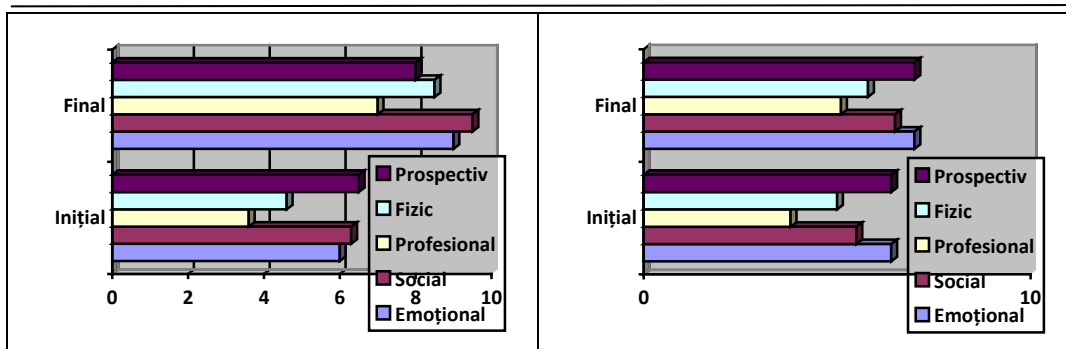 Final
Inițial
Prospectiv
Fizic
Profesional
Social
Emoțional
0 2 4 6 8 10
Final
Inițial
Prospectiv
Fizic
Profesional
Social
Emoțional
0 10